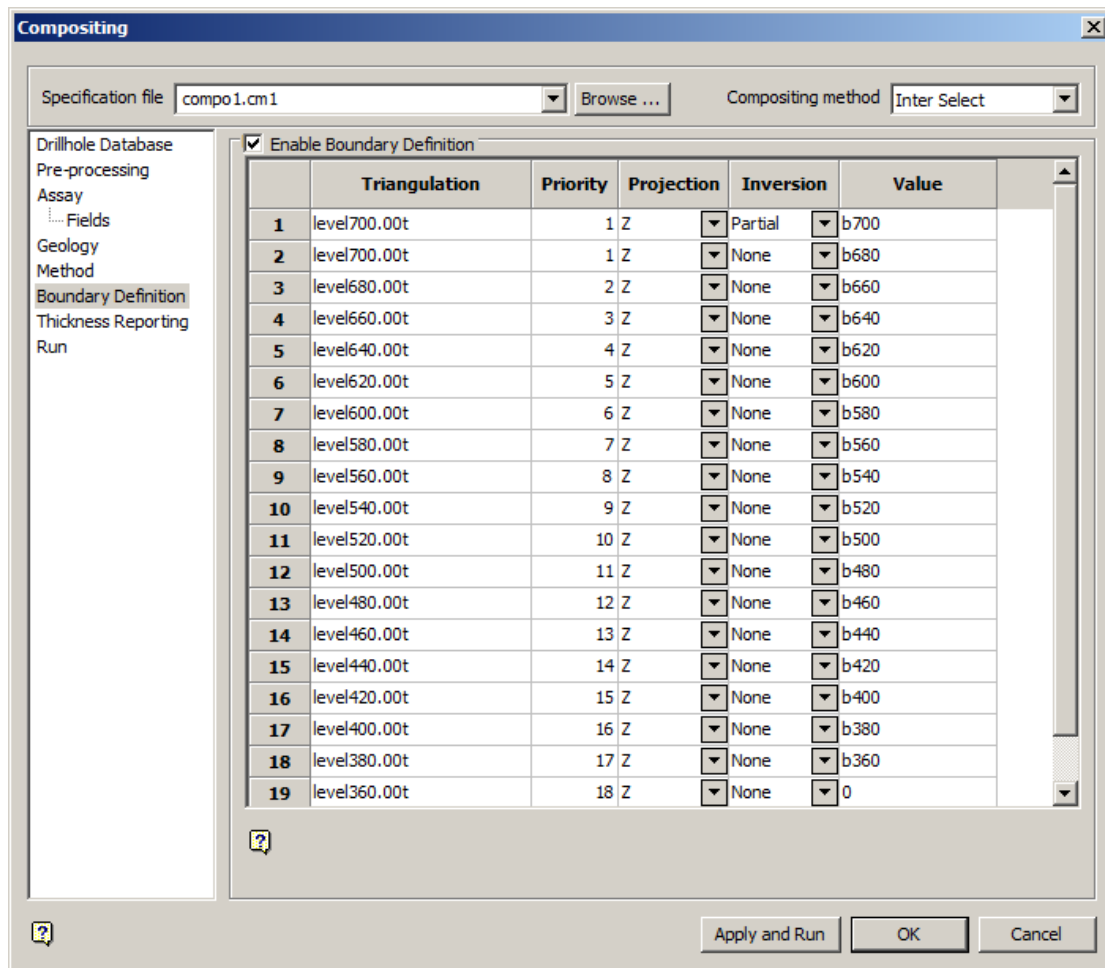 Compositing
Specification file compo1.cm1 Browse ... Compositing method Inter Select
Drillhole Database
Pre-processing
Assay
Fields
Geology
Method
Boundary Definition
Thickness Reporting
Run
Enable Boundary Definition
Triangulation Priority Projection Inversion Value
1 level700.00t 1 Z Partial b700
2 level700.00t 1 Z None b680
3 level680.00t 2 Z None b660
4 level660.00t 3 Z None b640
5 level640.00t 4 Z None b620
6 level620.00t 5 Z None b600
7 level600.00t 6 Z None b580
8 level580.00t 7 Z None b560
9 level560.00t 8 Z None b540
10 level540.00t 9 Z None b520
11 level520.00t 10 Z None b500
12 level500.00t 11 Z None b480
13 level480.00t 12 Z None b460
14 level460.00t 13 Z None b440
15 level440.00t 14 Z None b420
16 level420.00t 15 Z None b400
17 level400.00t 16 Z None b380
18 level380.00t 17 Z None b360
19 level360.00t 18 Z None 0
Apply and Run OK Cancel